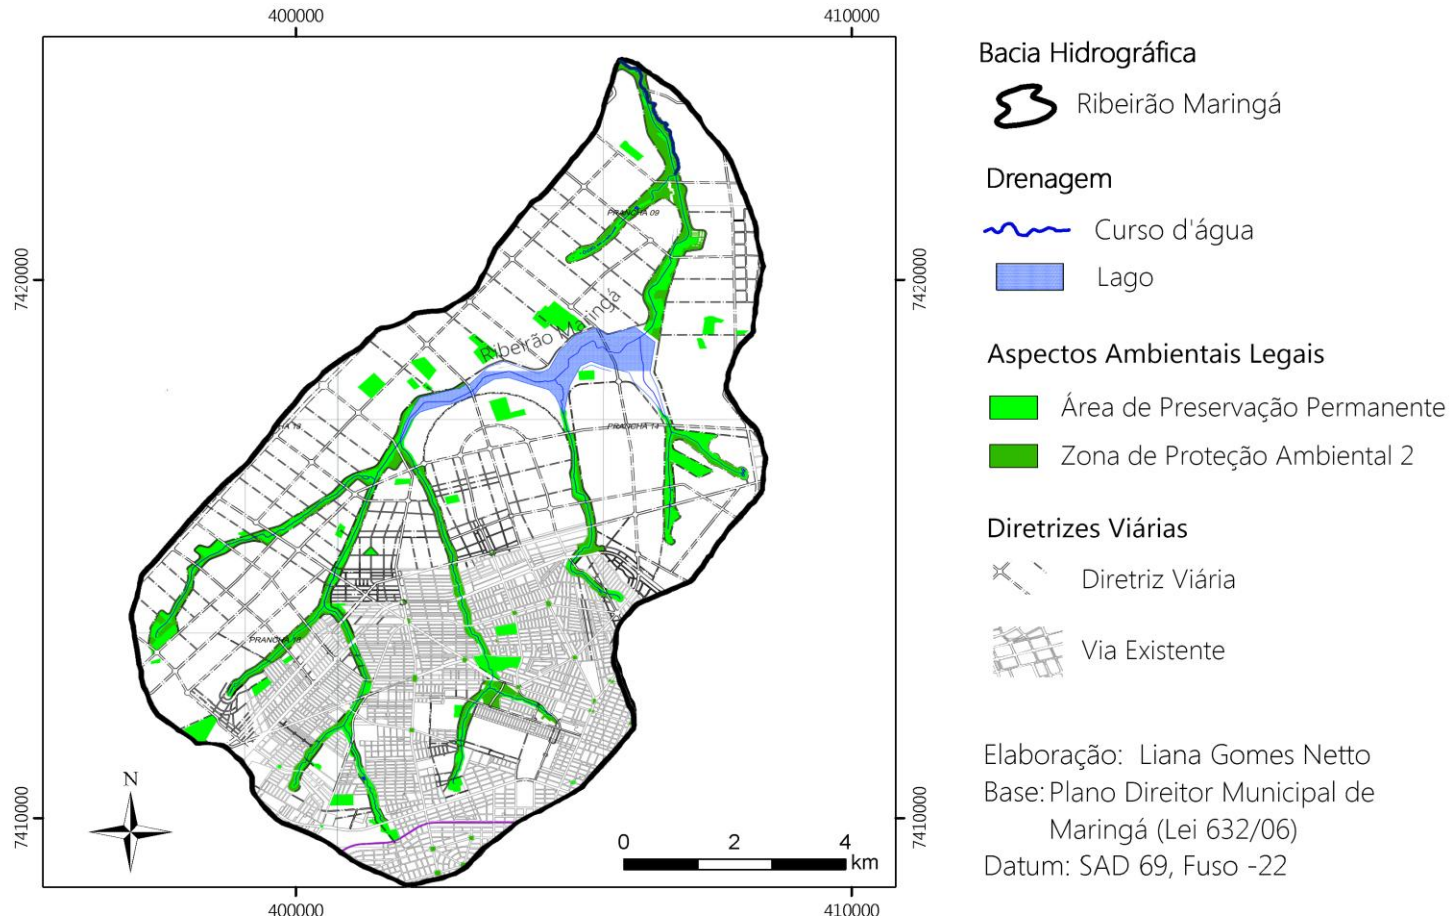 400000
410000
Bacia Hidrográfica
Ribeirão Maringá
Drenagem
Curso d'água
Lago
Aspectos Ambientais Legais
Área de Preservação Permanente
Zona de Proteção Ambiental 2
Diretrizes Viárias
Diretriz Viária
Via Existente
Elaboração: Liana Gomes Netto
Base: Plano Diretor Municipal de
Maringá (Lei 632/06)
Datum: SAD 69, Fuso -22
7420000
7420000
PRANCHA 09
Ribeirão Maringá
PRANCHA 14
PRANCHA 18
7410000
7410000
N
0 2 4
km
400000
410000